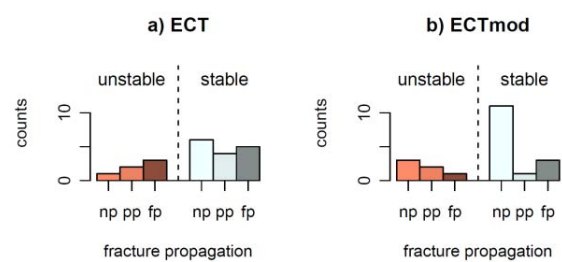 a) ECT
unstable
stable
counts
10
0
np pp fp
np pp fp
fracture propagation
b) ECTmod
unstable
stable
counts
10
0
np pp fp
np pp fp
fracture propagation